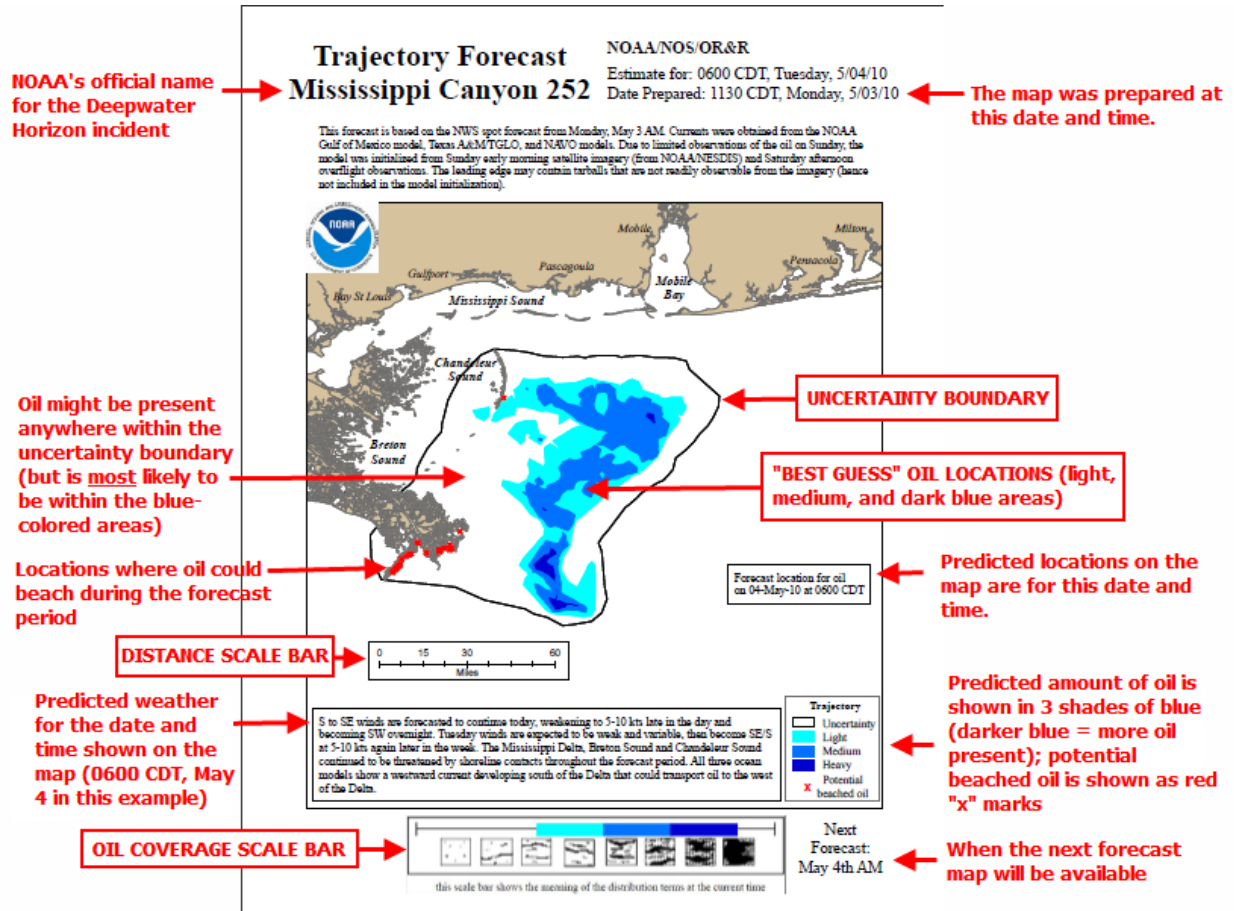 Trajectory Forecast
Mississippi Canyon 252
NOAA/NOS/OR&R
Estimate for: 0600 CDT, Tuesday, 5/04/10
Date Prepared: 1130 CDT, Monday, 5/03/10
NOAA's official name
for the Deepwater
Horizon incident
The map was prepared at
this date and time.
This forecast is based on the NWS spot forecast from Monday, May 3 AM. Currents were obtained from the NOAA
Gulf of Mexico model, Texas A&M/TGLO, and NAVO models. Due to limited observations of the oil on Sunday, the
model was initialized from Sunday early morning satellite imagery (from NOAA/NESDIS) and Saturday afternoon
overflight observations. The leading edge may contain tarballs that are not readily observable from the imagery (hence
not included in the model initialization).
NOAA
Mobile
Milton
Pensacola
Pascagoula
Gulfport
Mobile
Bay
Bay St Louis
Mississippi Sound
Chandeleur
Sound
Breton
Sound
UNCERTAINTY BOUNDARY
Oil might be present
anywhere within the
uncertainty boundary
(but is most likely to
be within the blue-
colored areas)
"BEST GUESS" OIL LOCATIONS (light,
medium, and dark blue areas)
Locations where oil could
beach during the forecast
period
Forecast location for oil
on 04-May-10 at 0600 CDT
Predicted locations on the
map are for this date and
time.
DISTANCE SCALE BAR
0 15 30 60
Miles
Predicted weather
for the date and
time shown on the
map (0600 CDT, May
4 in this example)
S to SE winds are forecasted to continue today, weakening to 5-10 kts late in the day and
becoming SW overnight. Tuesday winds are expected to be weak and variable, then become SE/S
at 5-10 kts again later in the week. The Mississippi Delta, Breton Sound and Chandeleur Sound
continued to be threatened by shoreline contacts throughout the forecast period. All three ocean
models show a westward current developing south of the Delta that could transport oil to the west
of the Delta.
Trajectory
Uncertainty
Light
Medium
Heavy
x Potential
beached oil
Predicted amount of oil is
shown in 3 shades of blue
(darker blue = more oil
present); potential
beached oil is shown as red
"x" marks
OIL COVERAGE SCALE BAR
this scale bar shows the meaning of the distribution terms at the current time
Next
Forecast:
May 4th AM
When the next forecast
map will be available